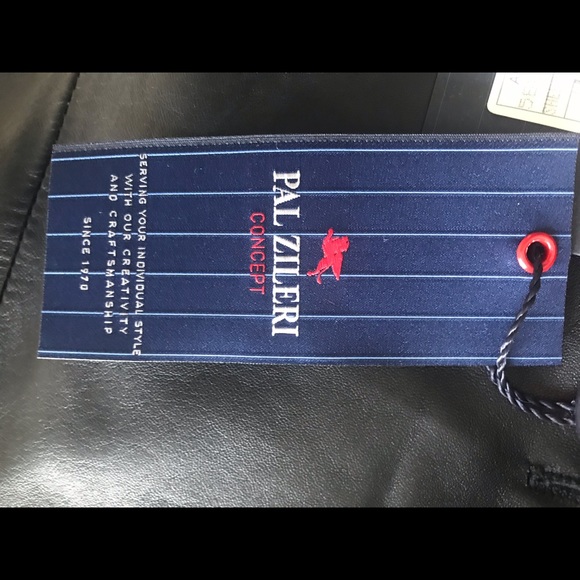 PAL ZILERI
CONCEPT
SERVING YOUR INDIVIDUAL STYLE
WITH OUR CREATIVITY
AND CRAFTSMANSHIP
SINCE 1970